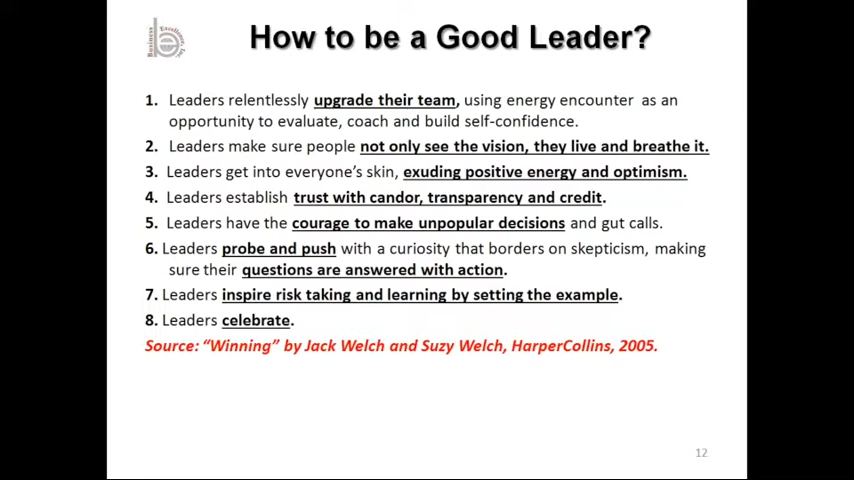 Business
Excellence, Inc.
How to be a Good Leader?
1. Leaders relentlessly upgrade their team, using energy encounter as an
opportunity to evaluate, coach and build self-confidence.
2. Leaders make sure people not only see the vision, they live and breathe it.
3. Leaders get into everyone's skin, exuding positive energy and optimism.
4. Leaders establish trust with candor, transparency and credit.
5. Leaders have the courage to make unpopular decisions and gut calls.
6. Leaders probe and push with a curiosity that borders on skepticism, making
sure their questions are answered with action.
7. Leaders inspire risk taking and learning by setting the example.
8. Leaders celebrate.
Source: “Winning” by Jack Welch and Suzy Welch, HarperCollins, 2005.
12